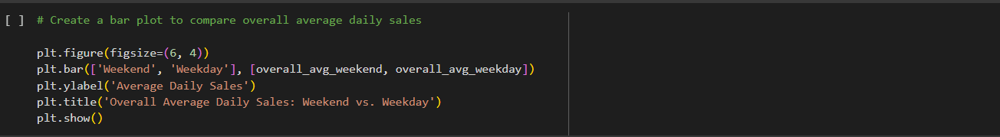 [ ] # Create a bar plot to compare overall average daily sales
plt.figure(figsize=(6, 4))
plt.bar(['Weekend', 'Weekday'], [overall_avg_weekend, overall_avg_weekday])
plt.ylabel('Average Daily Sales')
plt.title('Overall Average Daily Sales: Weekend vs. Weekday')
plt.show()